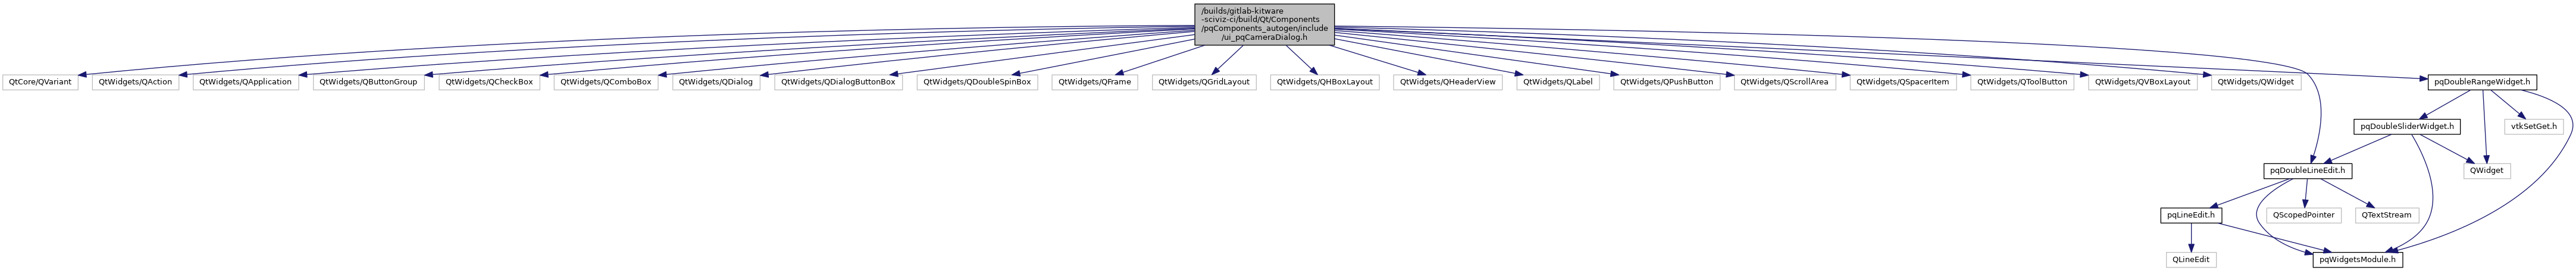 /builds/gitlab-kitware
-sciviz-ci/build/Qt/Components
/pqComponents_autogen/include
/ui_pqCameraDialog.h
QtCore/QVariant
QtWidgets/QAction
QtWidgets/QApplication
QtWidgets/QButtonGroup
QtWidgets/QCheckBox
QtWidgets/QComboBox
QtWidgets/QDialog
QtWidgets/QDialogButtonBox
QtWidgets/QDoubleSpinBox
QtWidgets/QFrame
QtWidgets/QGridLayout
QtWidgets/QHBoxLayout
QtWidgets/QHeaderView
QtWidgets/QLabel
QtWidgets/QPushButton
QtWidgets/QScrollArea
QtWidgets/QSpacerItem
QtWidgets/QToolButton
QtWidgets/QVBoxLayout
QtWidgets/QWidget
pqDoubleRangeWidget.h
pqDoubleSliderWidget.h
vtkSetGet.h
pqDoubleLineEdit.h
QWidget
pqLineEdit.h
QScopedPointer
QTextStream
QLineEdit
pqWidgetsModule.h